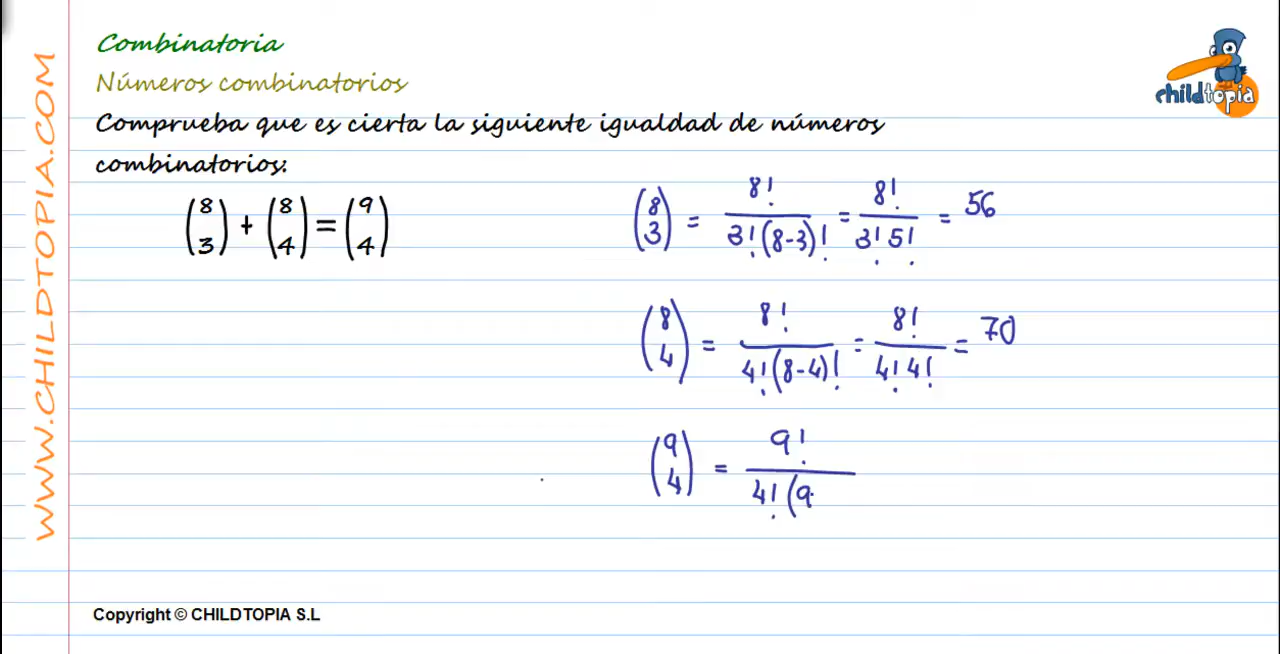 Combinatoria
Números combinatorios
childtopia
Comprueba que es cierta la siguiente igualdad de números
combinatorios:
(8 3) + (8 4) = (9 4)
(8 3) = 8! / 3!(8-3)! = 8! / 3!5! = 56
(8 4) = 8! / 4!(8-4)! = 8! / 4!4! = 70
(9 4) = 9! / 4!(9
WWW.CHILDTOPIA.COM
Copyright © CHILDTOPIA S.L